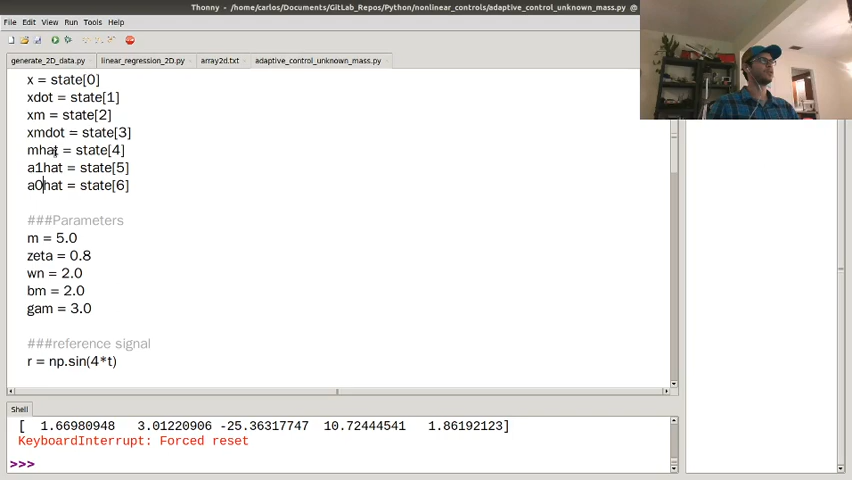 Thonny - /home/carlos/Documents/GitLab_Repos/Python/nonlinear_controls/adaptive_control_unknown_mass.py @
File Edit View Run Tools Help
generate_2D_data.py linear_regression_2D.py array2d.txt adaptive_control_unknown_mass.py
x = state[0]
xdot = state[1]
xm = state[2]
xmdot = state[3]
mhat = state[4]
a1hat = state[5]
a0hat = state[6]
###Parameters
m = 5.0
zeta = 0.8
wn = 2.0
bm = 2.0
gam = 3.0
###reference signal
r = np.sin(4*t)
Shell
[ 1.66980948 3.01220906 -25.36317747 10.72444541 1.86192123]
KeyboardInterrupt: Forced reset
>>>